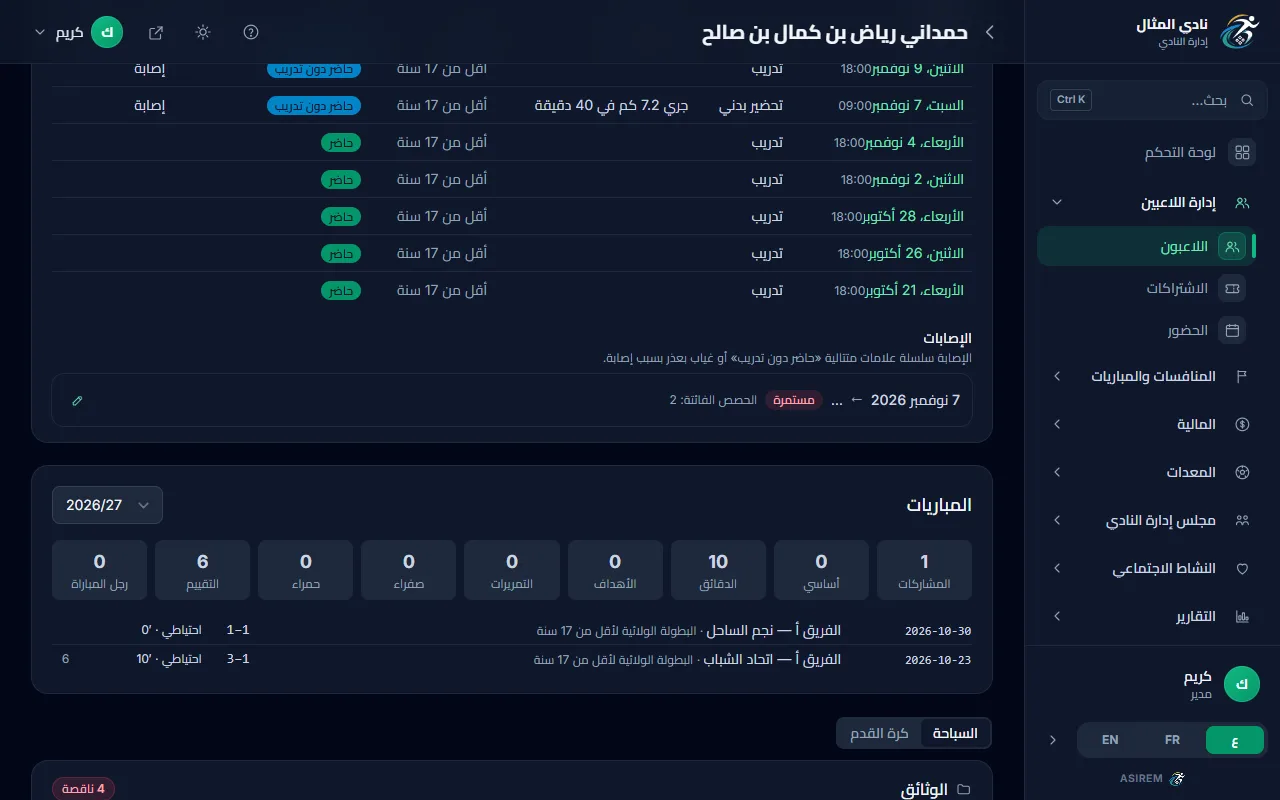 نادي المثال
إدارة النادي
بحث...
Ctrl K
لوحة التحكم
إدارة اللاعبين
اللاعبون
الاشتراكات
الحضور
المنافسات والمباريات
المالية
المعدات
مجلس إدارة النادي
النشاط الاجتماعي
التقارير
ك
كريم
مدير
ع
FR
EN
ASIREM
حمداني رياض بن كمال بن صالح
ك
كريم
الاثنين، 9 نوفمبر 18:00 تدريب أقل من 17 سنة حاضر دون تدريب إصابة
السبت، 7 نوفمبر 09:00 تحضير بدني جري 7.2 كم في 40 دقيقة أقل من 17 سنة حاضر دون تدريب إصابة
الأربعاء، 4 نوفمبر 18:00 تدريب أقل من 17 سنة حاضر
الاثنين، 2 نوفمبر 18:00 تدريب أقل من 17 سنة حاضر
الأربعاء، 28 أكتوبر 18:00 تدريب أقل من 17 سنة حاضر
الاثنين، 26 أكتوبر 18:00 تدريب أقل من 17 سنة حاضر
الأربعاء، 21 أكتوبر 18:00 تدريب أقل من 17 سنة حاضر
الإصابات
الإصابة سلسلة علامات متتالية «حاضر دون تدريب» أو غياب بعذر بسبب إصابة.
7 نوفمبر 2026 ← ... مستمرة الحصص الفائتة: 2
المباريات
2026/27
1 0 10 0 0 0 0 6 0
المشاركات أساسي الدقائق الأهداف التمريرات صفراء حمراء التقييم رجل المباراة
2026-10-30 الفريق أ — نجم الساحل · البطولة الولائية لأقل من 17 سنة 1–1 احتياطي · 0′
2026-10-23 الفريق أ — اتحاد الشباب · البطولة الولائية لأقل من 17 سنة 3–1 احتياطي · 10′ 6
السباحة
كرة القدم
الوثائق
4 ناقصة